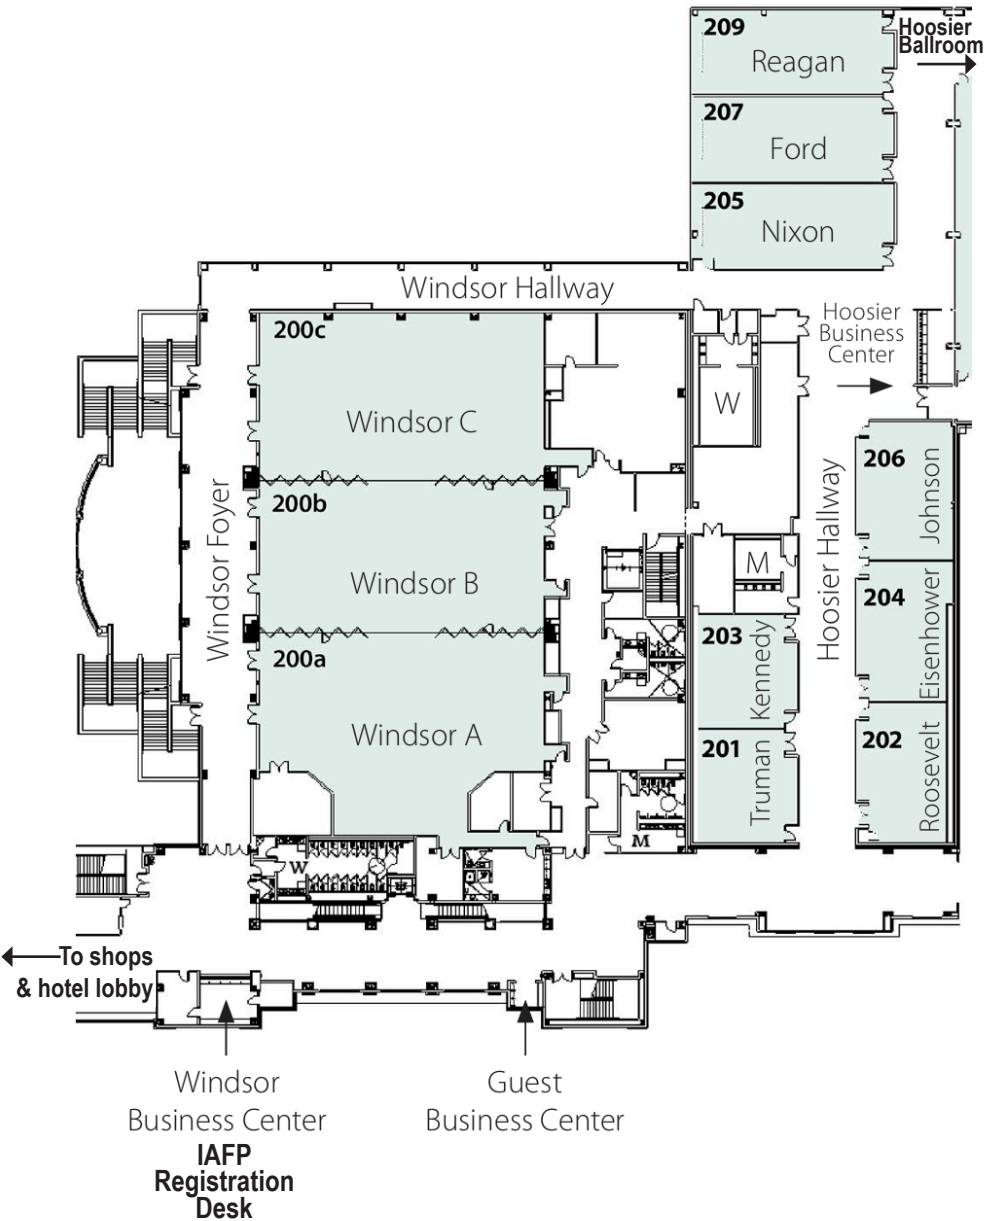 209
Reagan
Hoosier
Ballroom
207
Ford
205
Nixon
Windsor Hallway
Hoosier
Business
Center
200c
Windsor C
W
206
Johnson
200b
Windsor B
Windsor Foyer
Hoosier Hallway
M
204
Eisenhower
203
Kennedy
200a
Windsor A
201
Truman
202
Roosevelt
M
W
To shops
& hotel lobby
Windsor
Business Center
IAFP
Registration
Desk
Guest
Business Center